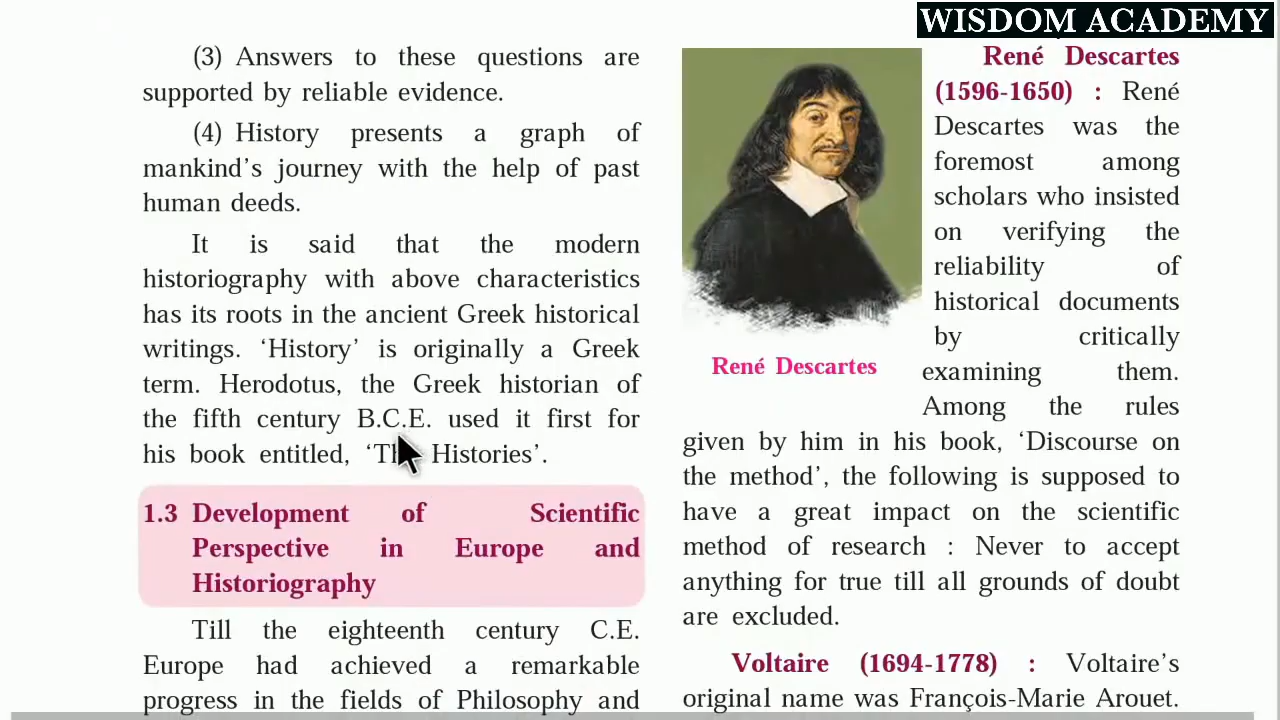 WISDOM ACADEMY
(3) Answers to these questions are
supported by reliable evidence.
(4) History presents a graph of
mankind's journey with the help of past
human deeds.
It is said that the modern
historiography with above characteristics
has its roots in the ancient Greek historical
writings. 'History' is originally a Greek
term. Herodotus, the Greek historian of
the fifth century B.C.E. used it first for
his book entitled, 'The Histories'.
1.3 Development of Scientific
Perspective in Europe and
Historiography
Till the eighteenth century C.E.
Europe had achieved a remarkable
progress in the fields of Philosophy and
René Descartes
René Descartes
(1596-1650) : René
Descartes was the
foremost among
scholars who insisted
on verifying the
reliability of
historical documents
by critically
examining them.
Among the rules
given by him in his book, 'Discourse on
the method', the following is supposed to
have a great impact on the scientific
method of research : Never to accept
anything for true till all grounds of doubt
are excluded.
Voltaire (1694-1778) : Voltaire's
original name was François-Marie Arouet.